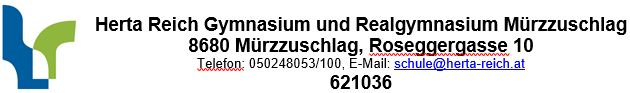 Herta Reich Gymnasium und Realgymnasium Mürzzuschlag
8680 Mürzzuschlag, Roseggergasse 10
Telefon: 050248053/100, E-Mail: schule@herta-reich.at
621036